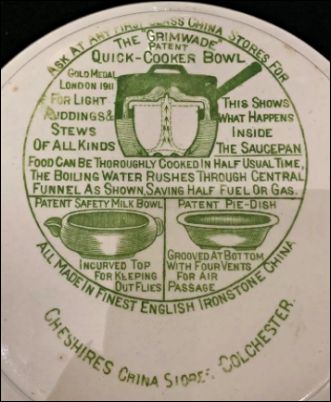 ASK AT ANY FIRST CLASS CHINA STORES FOR
THE "GRIMWADE"
PATENT
QUICK-COOKER BOWL
GOLD MEDAL
LONDON 1911
FOR LIGHT
PUDDINGS &
STEWS
OF ALL KINDS
THIS SHOWS
WHAT HAPPENS
INSIDE
THE SAUCEPAN
FOOD CAN BE THOROUGHLY COOKED IN HALF USUAL TIME,
THE BOILING WATER RUSHES THROUGH CENTRAL
FUNNEL AS SHOWN, SAVING HALF FUEL OR GAS.
PATENT SAFETY MILK BOWL
INCURVED TOP
FOR KEEPING
OUT FLIES
PATENT PIE-DISH
GROOVED AT BOTTOM
WITH FOUR VENTS
FOR AIR
PASSAGE
ALL MADE IN FINEST ENGLISH IRONSTONE CHINA
CHESHIRES CHINA STORES COLCHESTER.